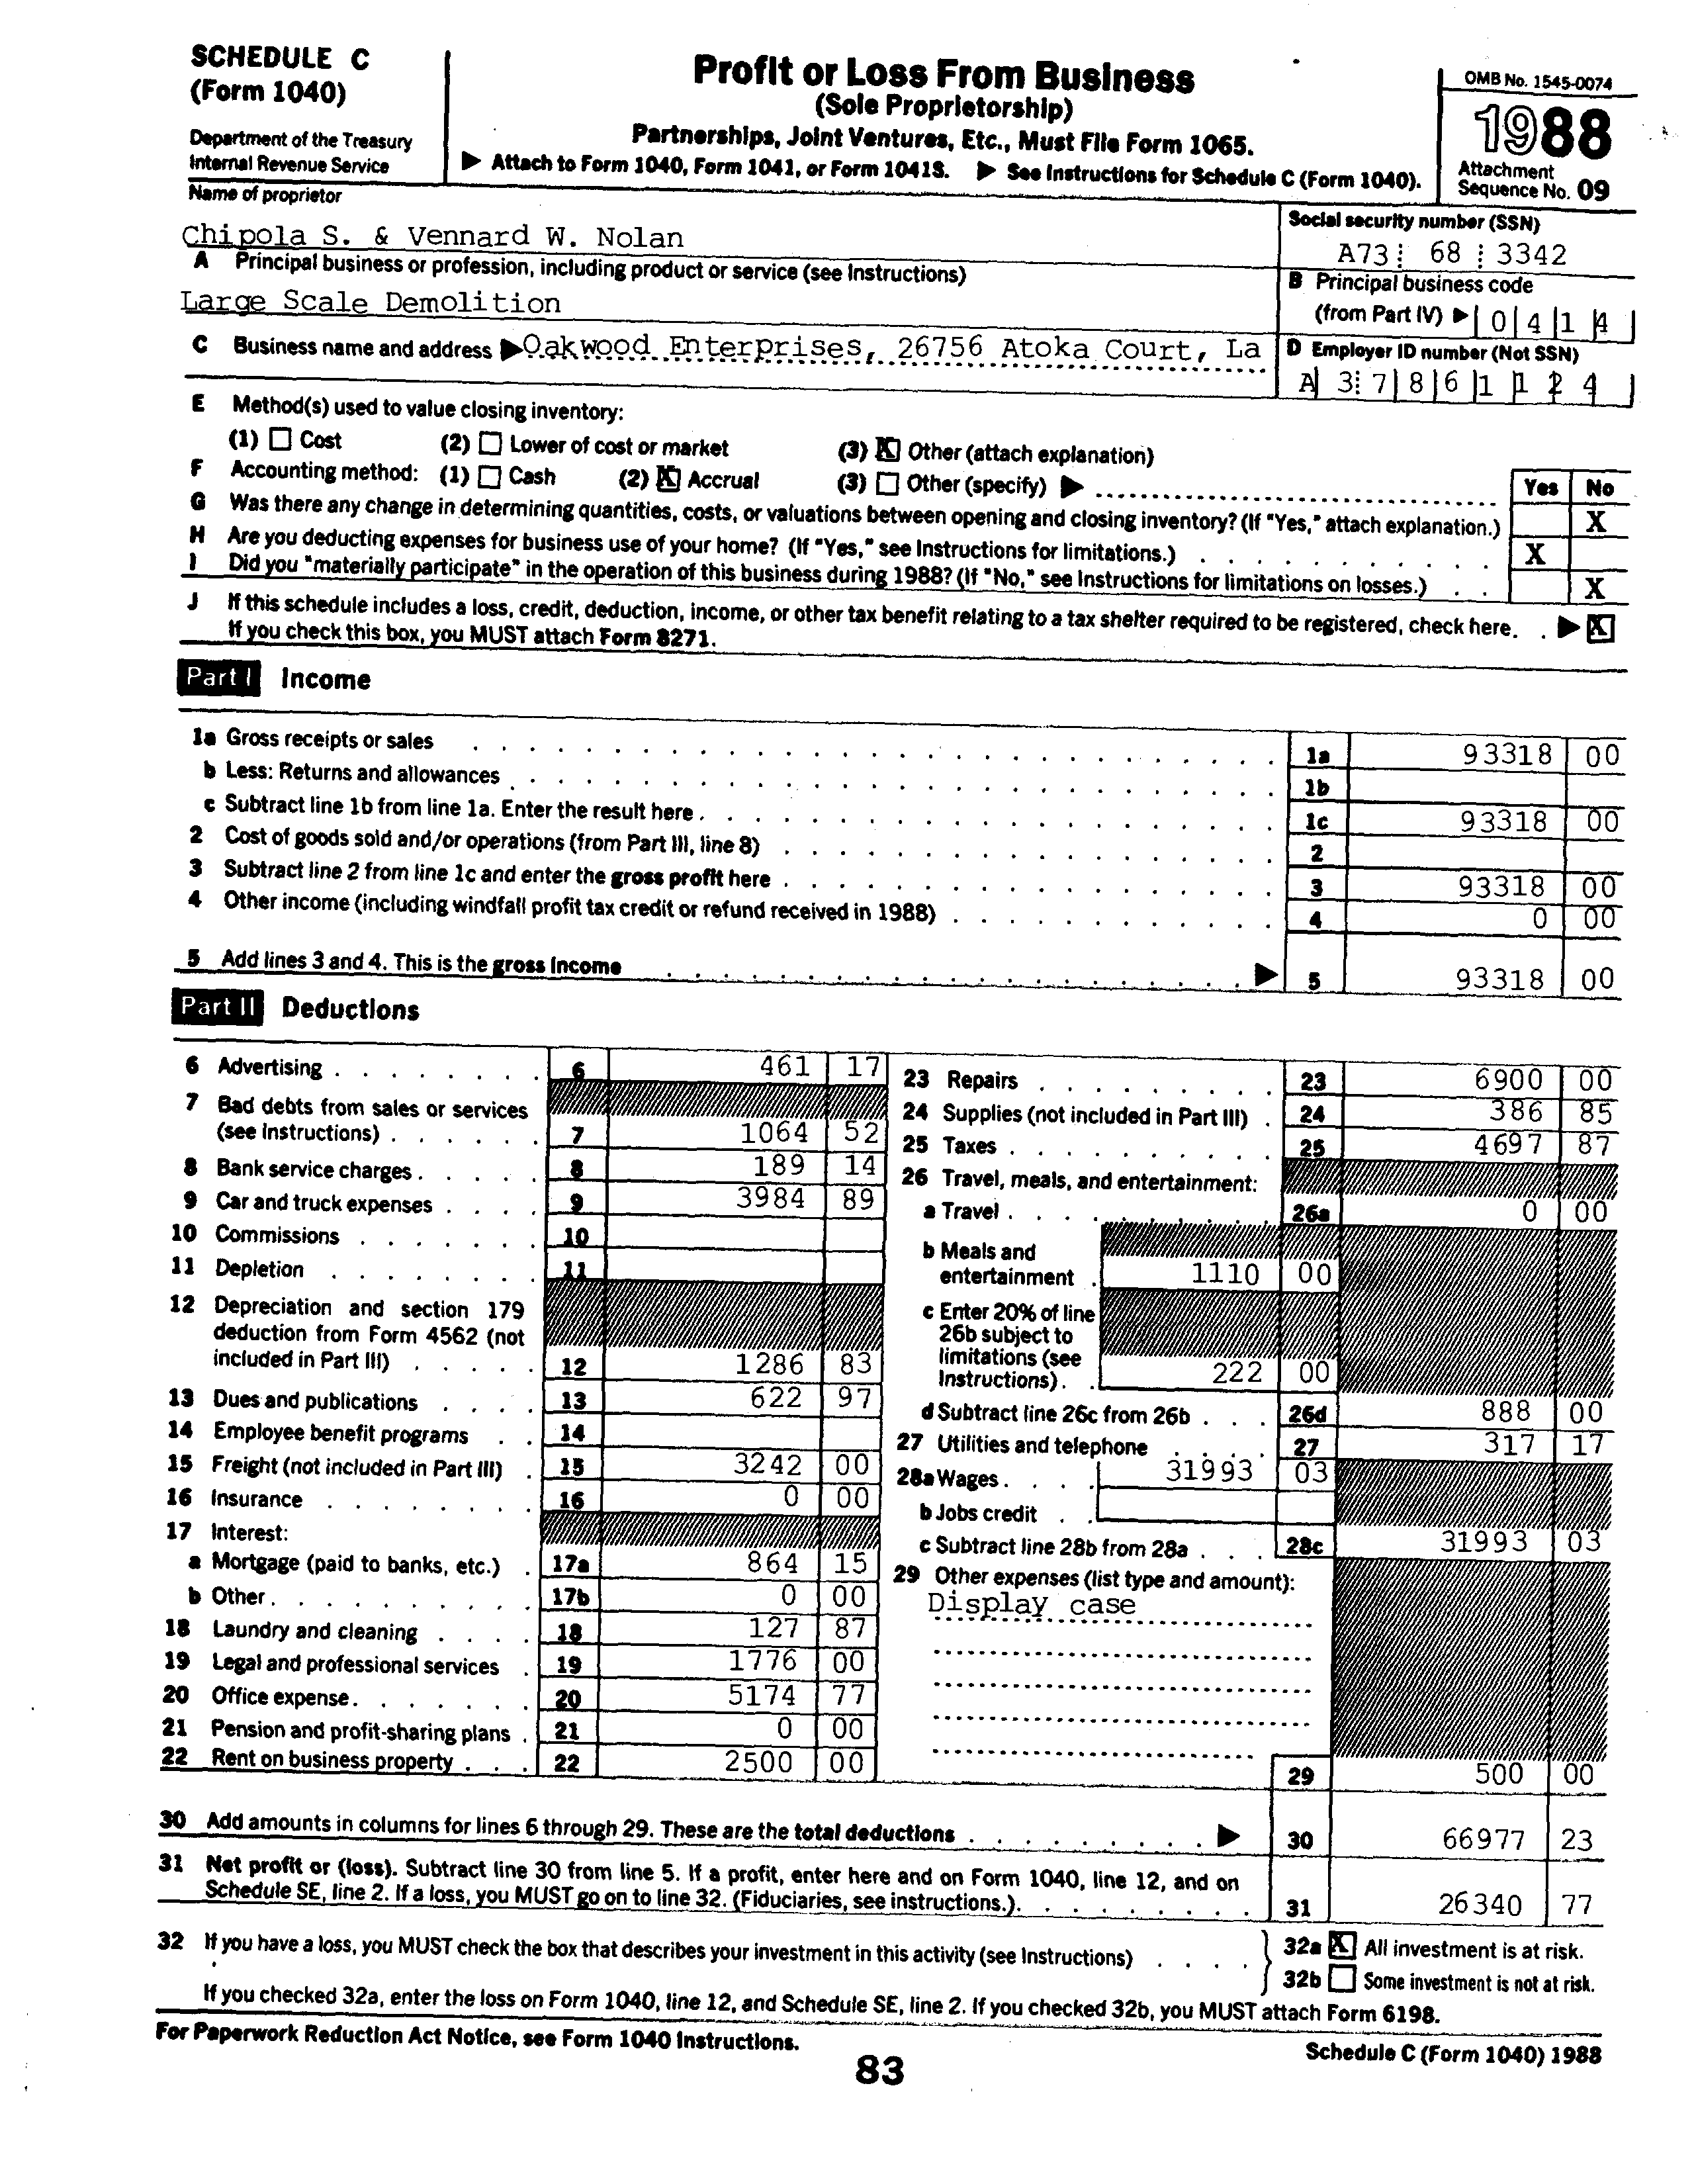 SCHEDULE C
(Form 1040)
Department of the Treasury
Internal Revenue Service
Profit or Loss From Business
(Sole Proprietorship)
Partnerships, Joint Ventures, Etc., Must File Form 1065.
▶ Attach to Form 1040, Form 1041, or Form 1041S. ▶ See Instructions for Schedule C (Form 1040).
OMB No. 1545-0074
1988
Attachment
Sequence No. 09
Name of proprietor
Chipola S. & Vennard W. Nolan
Social security number (SSN)
A73 68 3342
A Principal business or profession, including product or service (see Instructions)
Large Scale Demolition
B Principal business code
(from Part IV) ▶ 0 4 1 4
C Business name and address ▶ Oakwood Enterprises, 26756 Atoka Court, La
D Employer ID number (Not SSN)
A 3 7 8 6 1 1 2 4
E Method(s) used to value closing inventory:
(1) ☐ Cost (2) ☐ Lower of cost or market (3) ☒ Other (attach explanation)
F Accounting method: (1) ☐ Cash (2) ☒ Accrual (3) ☐ Other (specify) ▶
Yes No
G Was there any change in determining quantities, costs, or valuations between opening and closing inventory? (If "Yes," attach explanation.) X
H Are you deducting expenses for business use of your home? (If "Yes," see Instructions for limitations.) X
I Did you "materially participate" in the operation of this business during 1988? (If "No," see Instructions for limitations on losses.) X
J If this schedule includes a loss, credit, deduction, income, or other tax benefit relating to a tax shelter required to be registered, check here. ▶ ☒
If you check this box, you MUST attach Form 8271.
Part I Income
1a Gross receipts or sales 1a 93318 00
b Less: Returns and allowances 1b
c Subtract line 1b from line 1a. Enter the result here 1c 93318 00
2 Cost of goods sold and/or operations (from Part III, line 8) 2
3 Subtract line 2 from line 1c and enter the gross profit here 3 93318 00
4 Other income (including windfall profit tax credit or refund received in 1988) 4 0 00
5 Add lines 3 and 4. This is the gross income ▶ 5 93318 00
Part II Deductions
6 Advertising 6 461 17
7 Bad debts from sales or services
(see Instructions) 7 1064 52
8 Bank service charges 8 189 14
9 Car and truck expenses 9 3984 89
10 Commissions 10
11 Depletion 11
12 Depreciation and section 179
deduction from Form 4562 (not
included in Part III) 12 1286 83
13 Dues and publications 13 622 97
14 Employee benefit programs 14
15 Freight (not included in Part III) 15 3242 00
16 Insurance 16 0 00
17 Interest:
a Mortgage (paid to banks, etc.) 17a 864 15
b Other 17b 0 00
18 Laundry and cleaning 18 127 87
19 Legal and professional services 19 1776 00
20 Office expense 20 5174 77
21 Pension and profit-sharing plans 21 0 00
22 Rent on business property 22 2500 00
23 Repairs 23 6900 00
24 Supplies (not included in Part III) 24 386 85
25 Taxes 25 4697 87
26 Travel, meals, and entertainment:
a Travel 26a 0 00
b Meals and
entertainment 1110 00
c Enter 20% of line
26b subject to
limitations (see
Instructions) 222 00
d Subtract line 26c from 26b 26d 888 00
27 Utilities and telephone 27 317 17
28a Wages 31993 03
b Jobs credit
c Subtract line 28b from 28a 28c 31993 03
29 Other expenses (list type and amount):
Display case
29 500 00
30 Add amounts in columns for lines 6 through 29. These are the total deductions ▶ 30 66977 23
31 Net profit or (loss). Subtract line 30 from line 5. If a profit, enter here and on Form 1040, line 12, and on
Schedule SE, line 2. If a loss, you MUST go on to line 32. (Fiduciaries, see instructions.) 31 26340 77
32 If you have a loss, you MUST check the box that describes your investment in this activity (see Instructions)
32a ☒ All investment is at risk.
32b ☐ Some investment is not at risk.
If you checked 32a, enter the loss on Form 1040, line 12, and Schedule SE, line 2. If you checked 32b, you MUST attach Form 6198.
For Paperwork Reduction Act Notice, see Form 1040 Instructions.
Schedule C (Form 1040) 1988
83